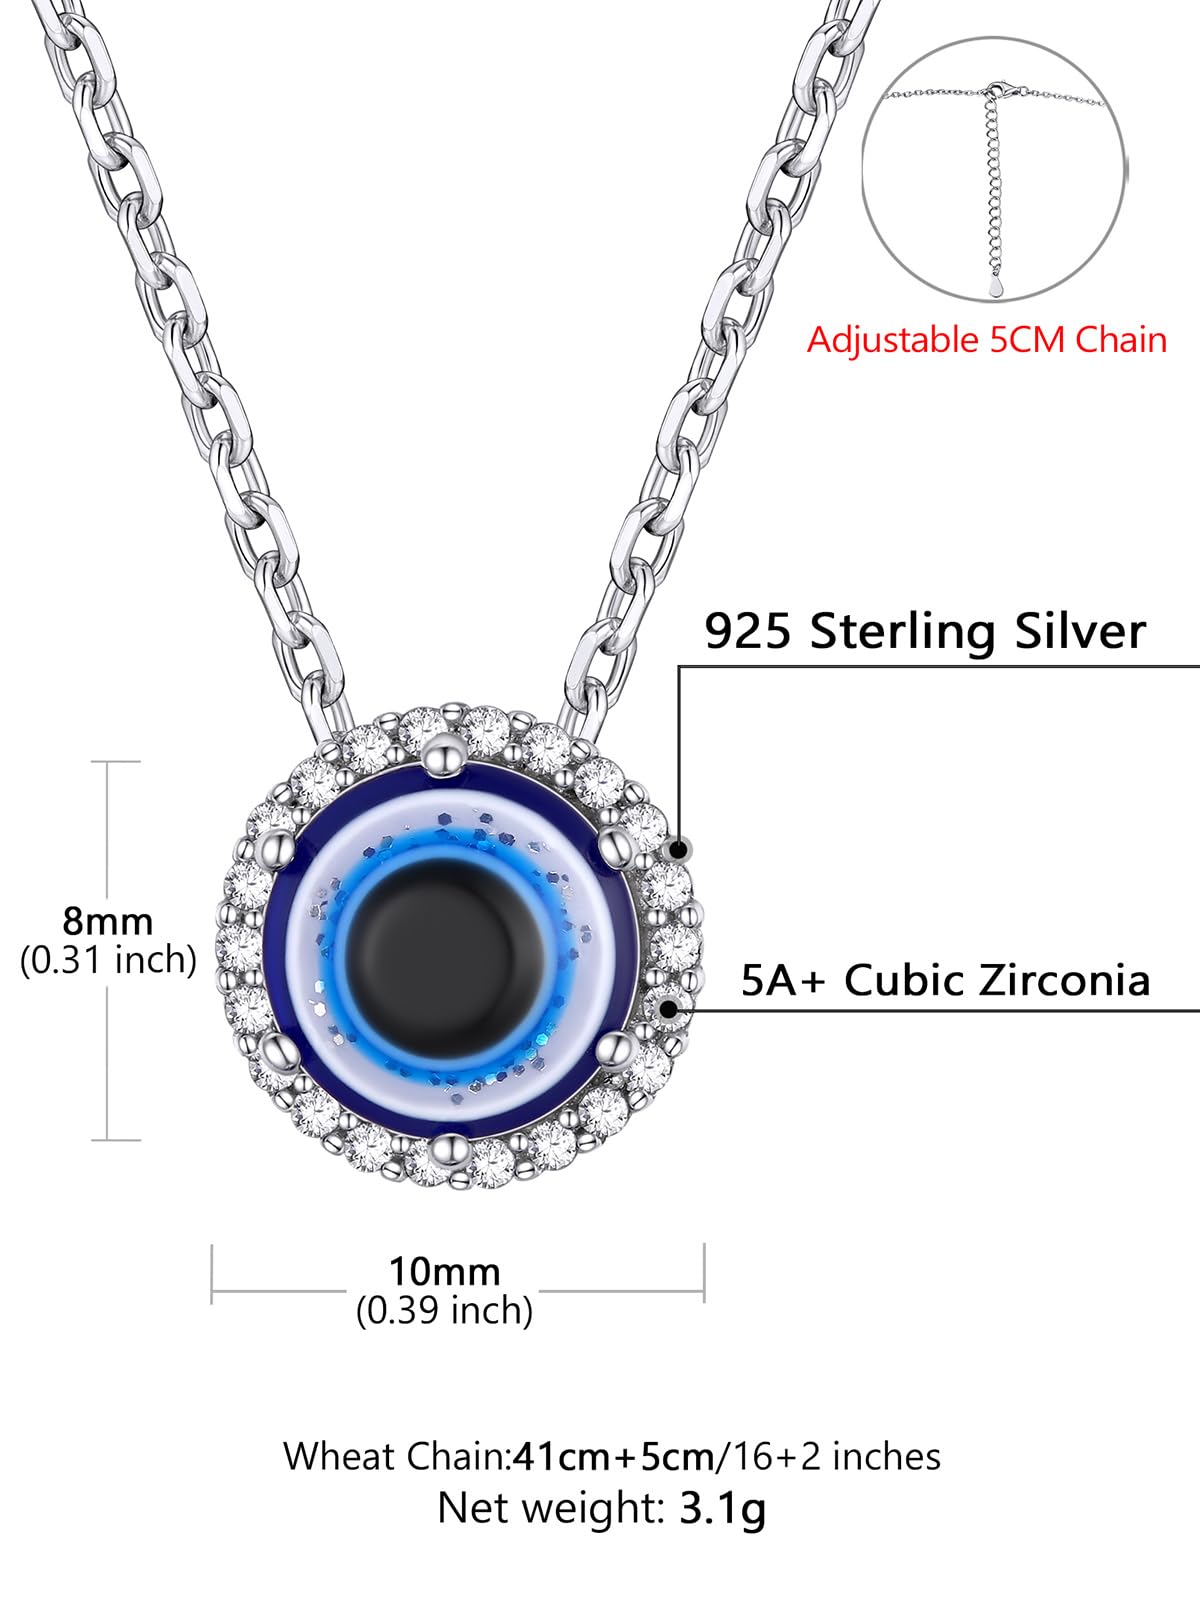 Adjustable 5CM Chain
925 Sterling Silver
8mm
(0.31 inch)
5A+ Cubic Zirconia
10mm
(0.39 inch)
Wheat Chain:41cm+5cm/16+2 inches
Net weight: 3.1g